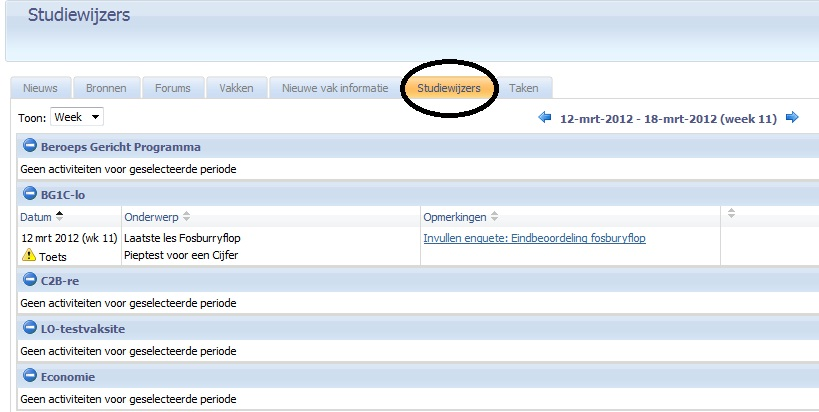 Studiewijzers
Nieuws Bronnen Forums Vakken Nieuwe vak informatie Studiewijzers Taken
Toon: Week 12-mrt-2012 - 18-mrt-2012 (week 11)
Beroeps Gericht Programma
Geen activiteiten voor geselecteerde periode
BG1C-lo
Datum Onderwerp Opmerkingen
12 mrt 2012 (wk 11) Laatste les Fosburryflop Invullen enquete: Eindbeoordeling fosburyflop
Toets Pieptest voor een Cijfer
C2B-re
Geen activiteiten voor geselecteerde periode
LO-testvaksite
Geen activiteiten voor geselecteerde periode
Economie
Geen activiteiten voor geselecteerde periode